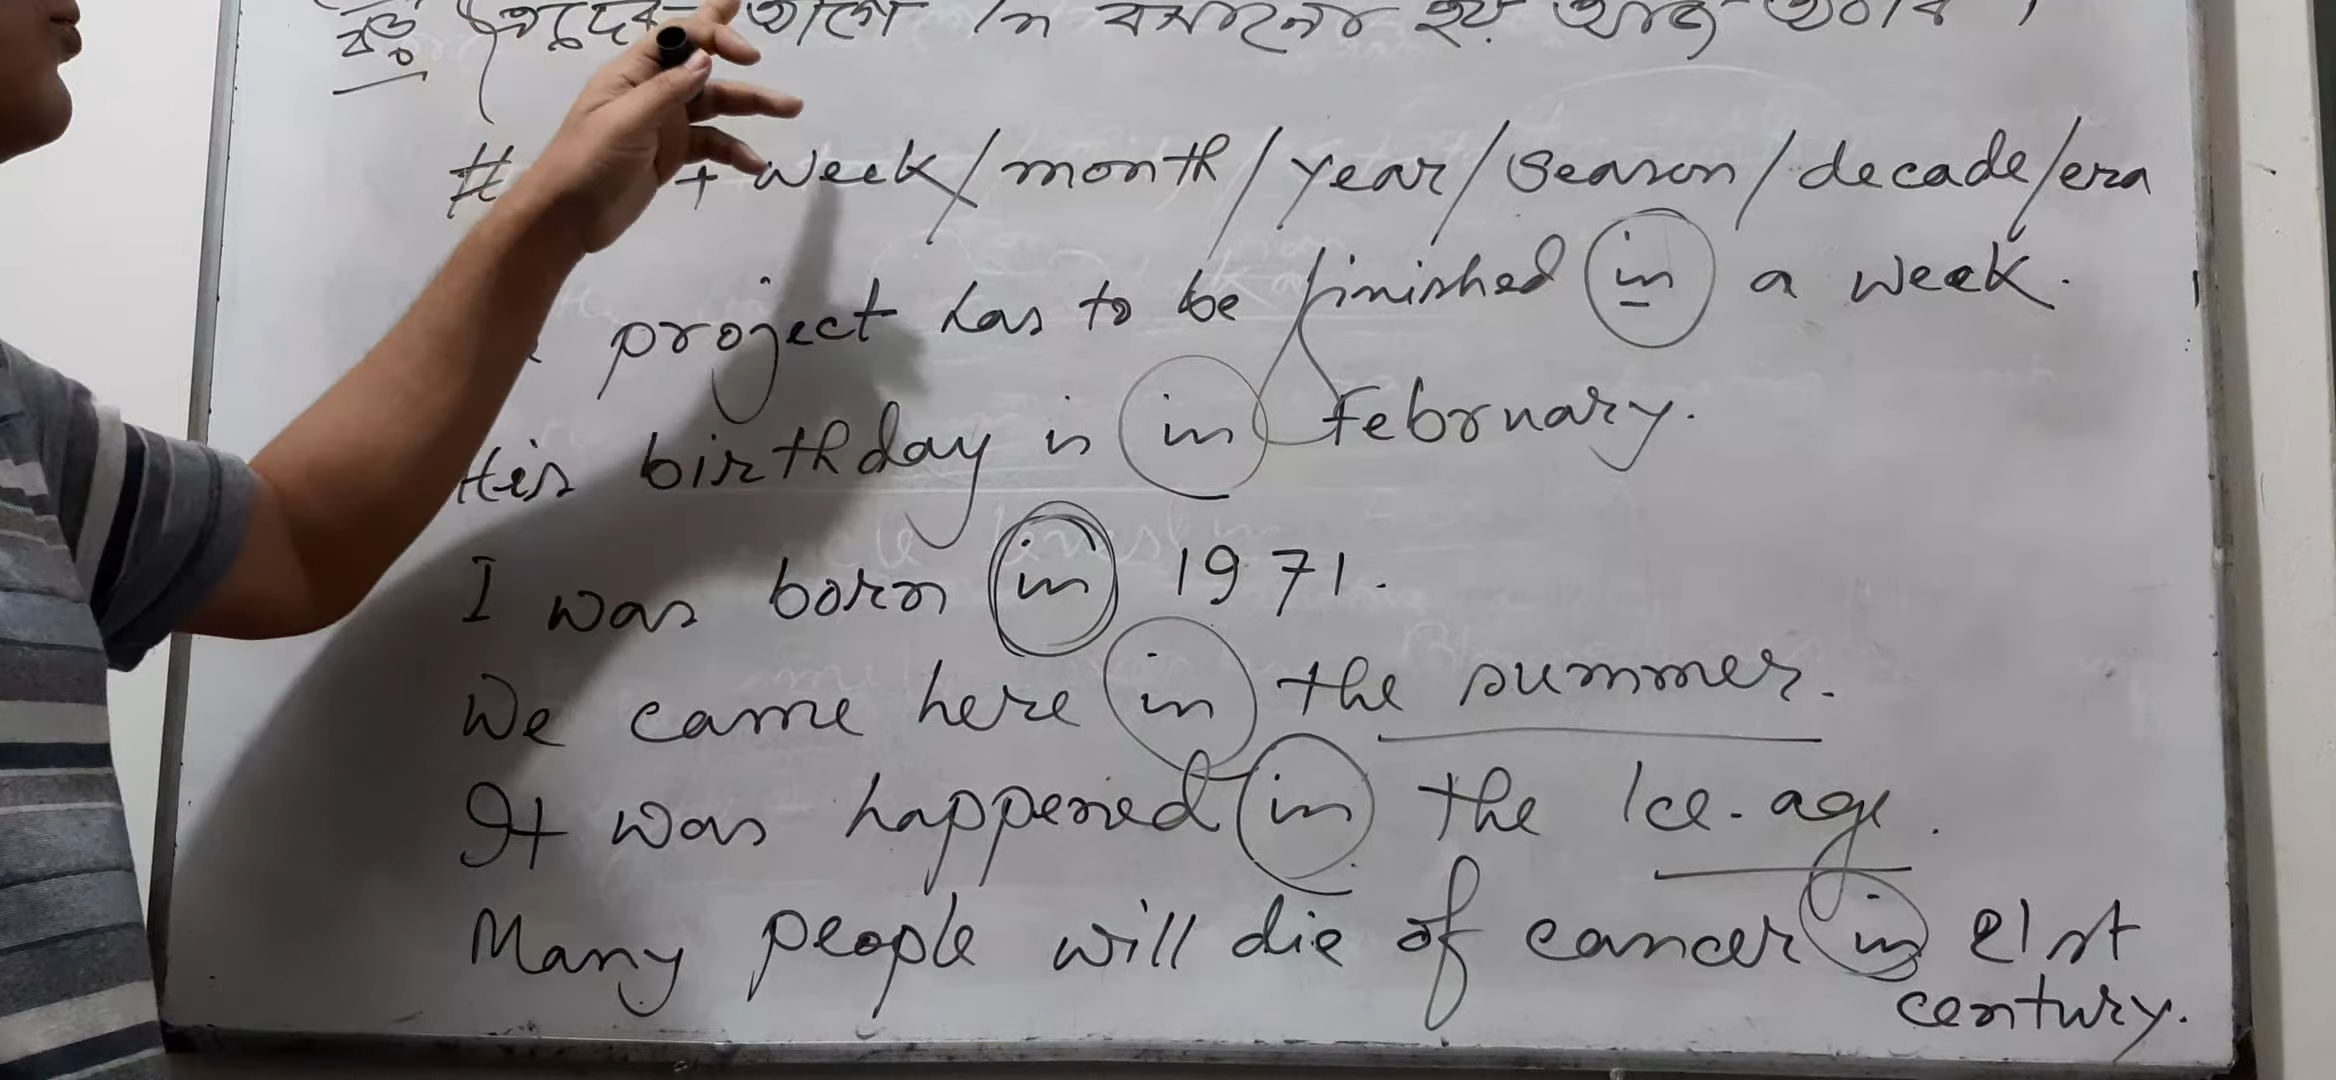 in
# + week/month/year/season/decade/era
project has to be finished in a week.
His birthday is in February.
I was born in 1971.
We came here in the summer.
It was happened in the Ice-age.
Many people will die of cancer in 21st
century.